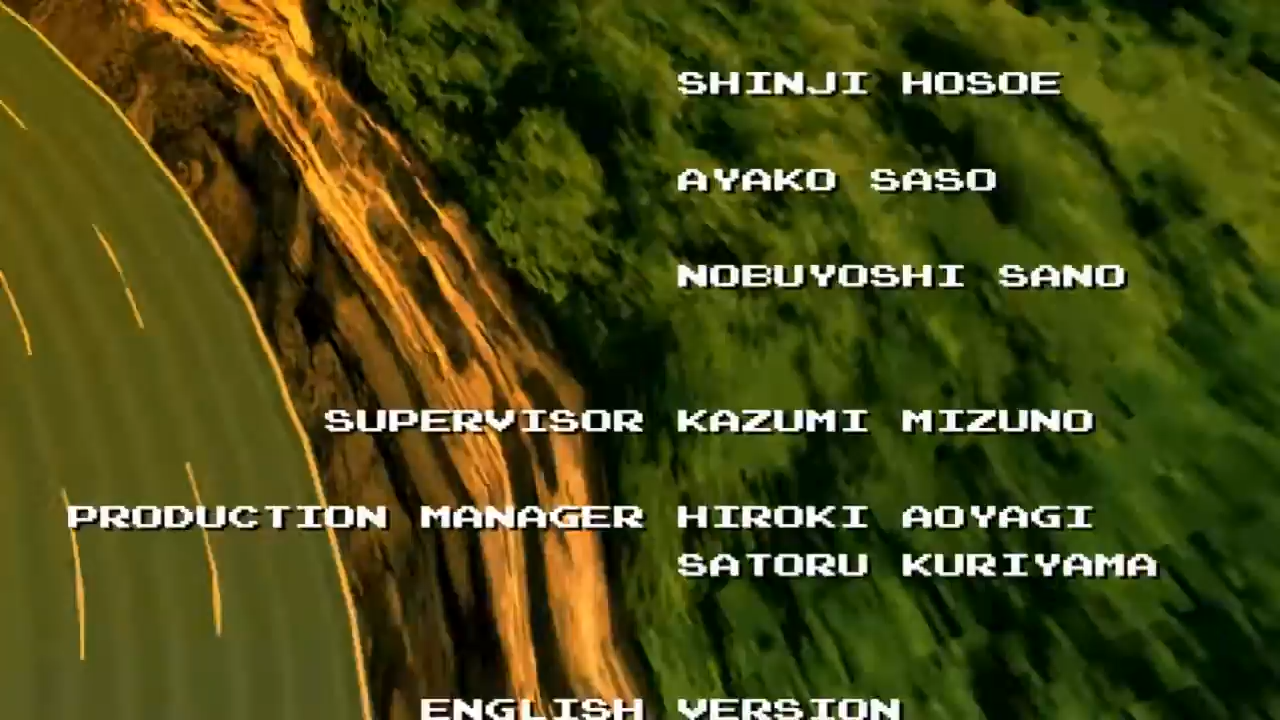 SHINJI HOSOE
AYAKO SASO
NOBUYOSHI SANO
SUPERVISOR KAZUMI MIZUNO
PRODUCTION MANAGER HIROKI AOYAGI
SATORU KURIYAMA
ENGLISH VERSION